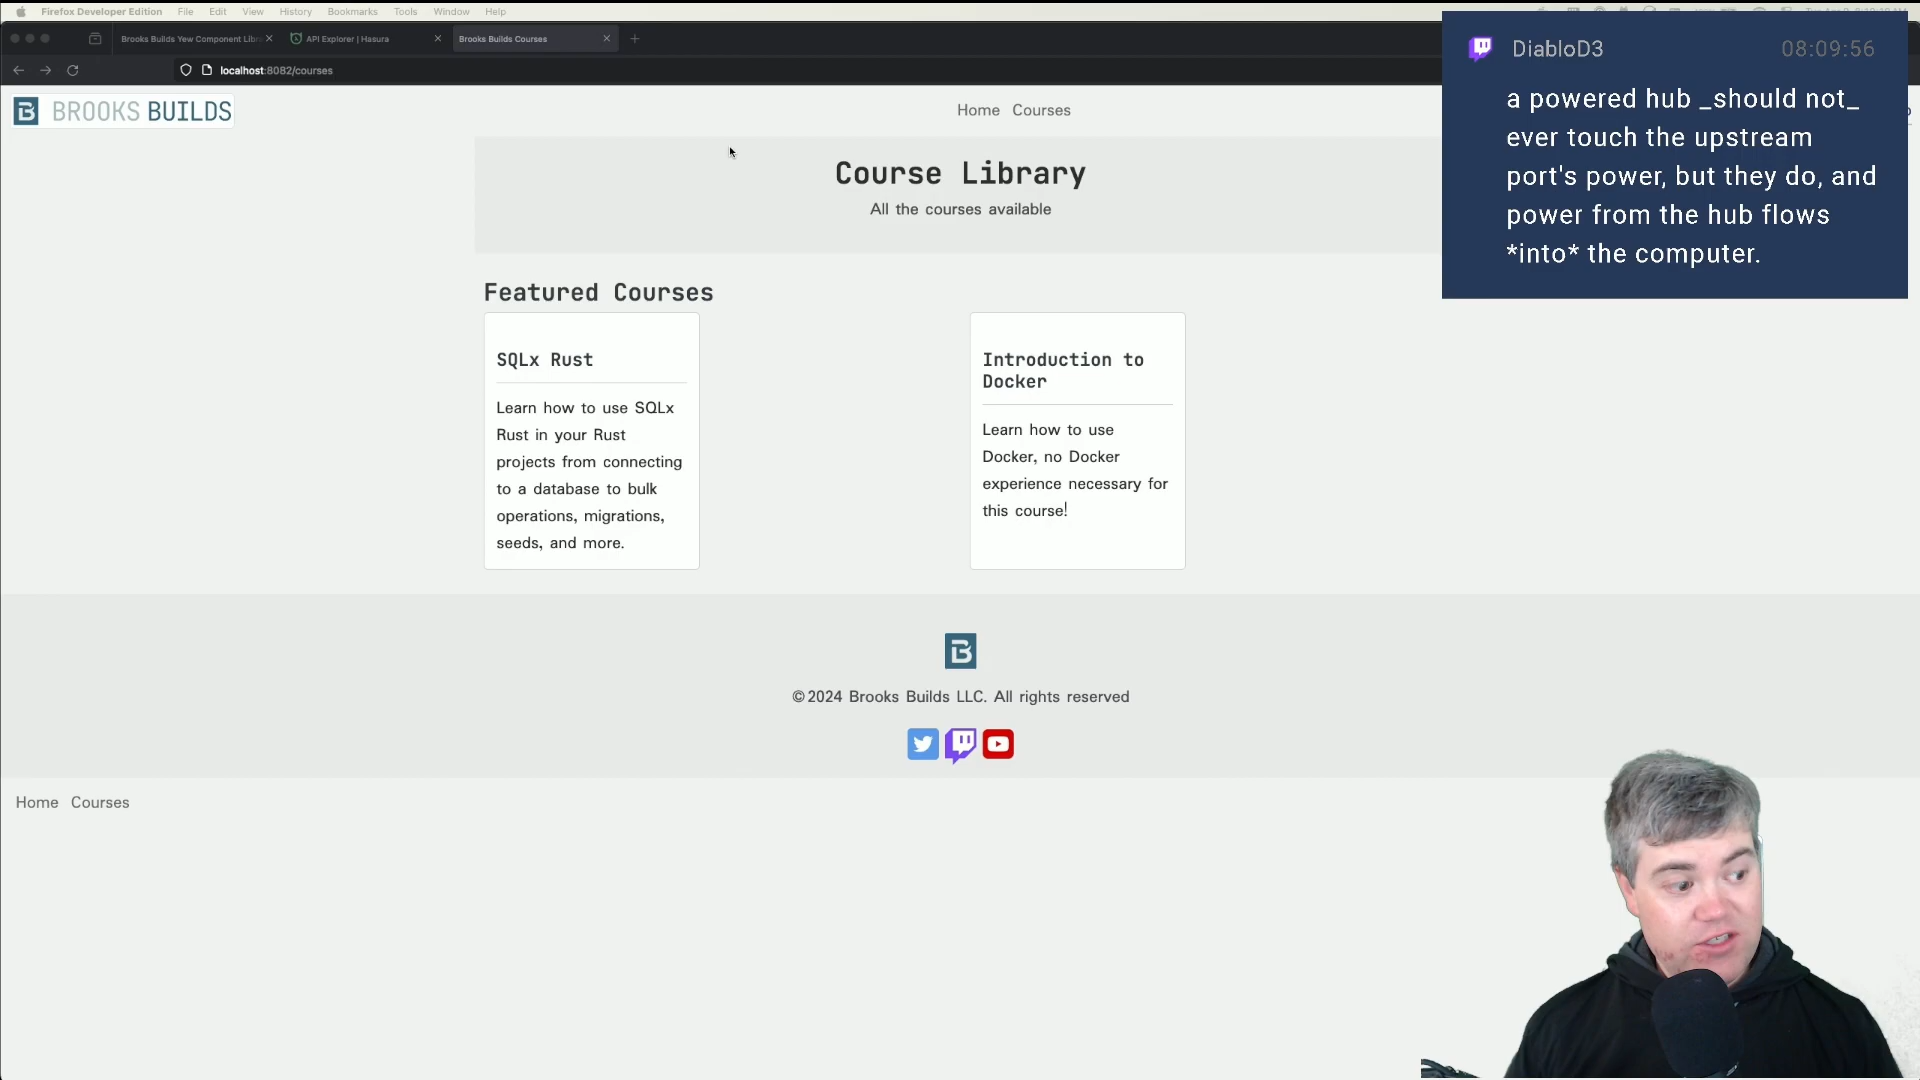 Firefox Developer Edition File Edit View History Bookmarks Tools Window Help
Brooks Builds Yew Component Libr
API Explorer | Hasura
Brooks Builds Courses
localhost:8082/courses
BROOKS BUILDS
Home Courses
Course Library
All the courses available
Featured Courses
SQLx Rust
Learn how to use SQLx
Rust in your Rust
projects from connecting
to a database to bulk
operations, migrations,
seeds, and more.
Introduction to
Docker
Learn how to use
Docker, no Docker
experience necessary for
this course!
©2024 Brooks Builds LLC. All rights reserved
Home Courses
DiabloD3 08:09:56
a powered hub _should not_
ever touch the upstream
port's power, but they do, and
power from the hub flows
*into* the computer.